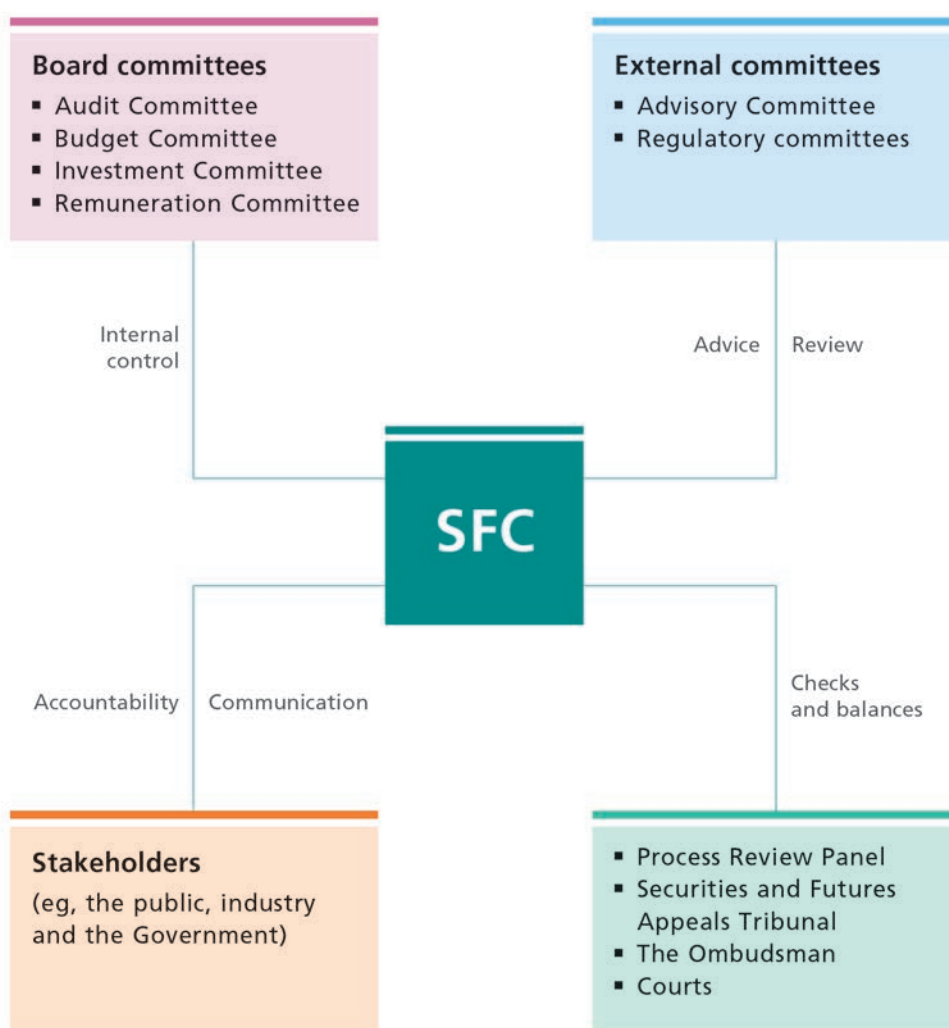 Board committees
▪ Audit Committee
▪ Budget Committee
▪ Investment Committee
▪ Remuneration Committee
External committees
▪ Advisory Committee
▪ Regulatory committees
Internal
control
Advice
Review
SFC
Accountability
Communication
Checks
and balances
Stakeholders
(eg, the public, industry
and the Government)
▪ Process Review Panel
▪ Securities and Futures
Appeals Tribunal
▪ The Ombudsman
▪ Courts